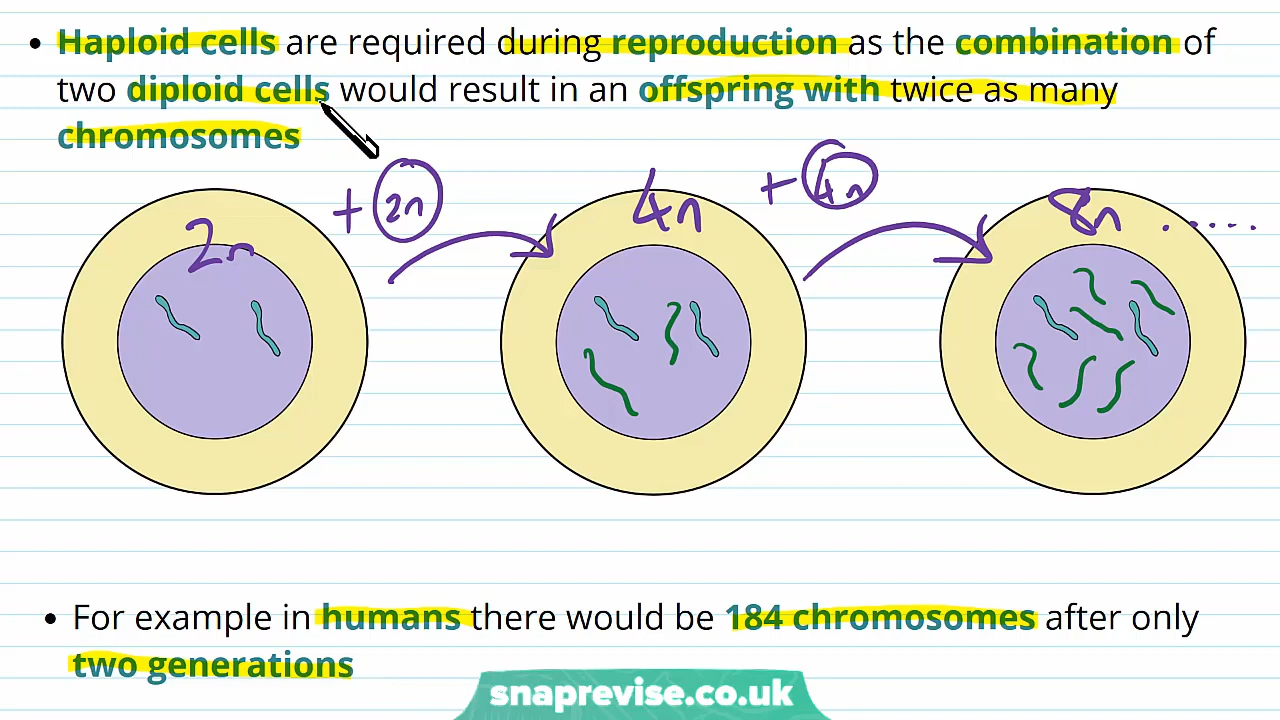 Haploid cells are required during reproduction as the combination of
two diploid cells would result in an offspring with twice as many
chromosomes
+ 2n + 4n
2n 4n 8n .....
For example in humans there would be 184 chromosomes after only
two generations
snaprevise.co.uk